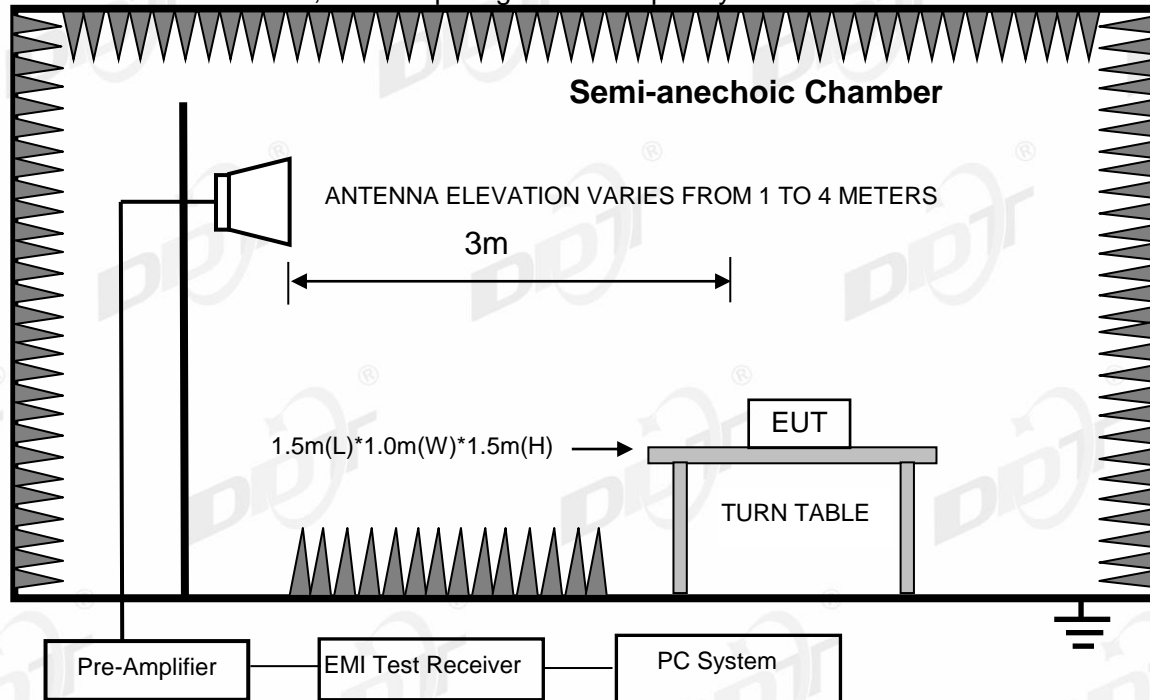 Semi-anechoic Chamber
ANTENNA ELEVATION VARIES FROM 1 TO 4 METERS
3m
EUT
1.5m(L)*1.0m(W)*1.5m(H)
TURN TABLE
Pre-Amplifier
EMI Test Receiver
PC System
DDT®